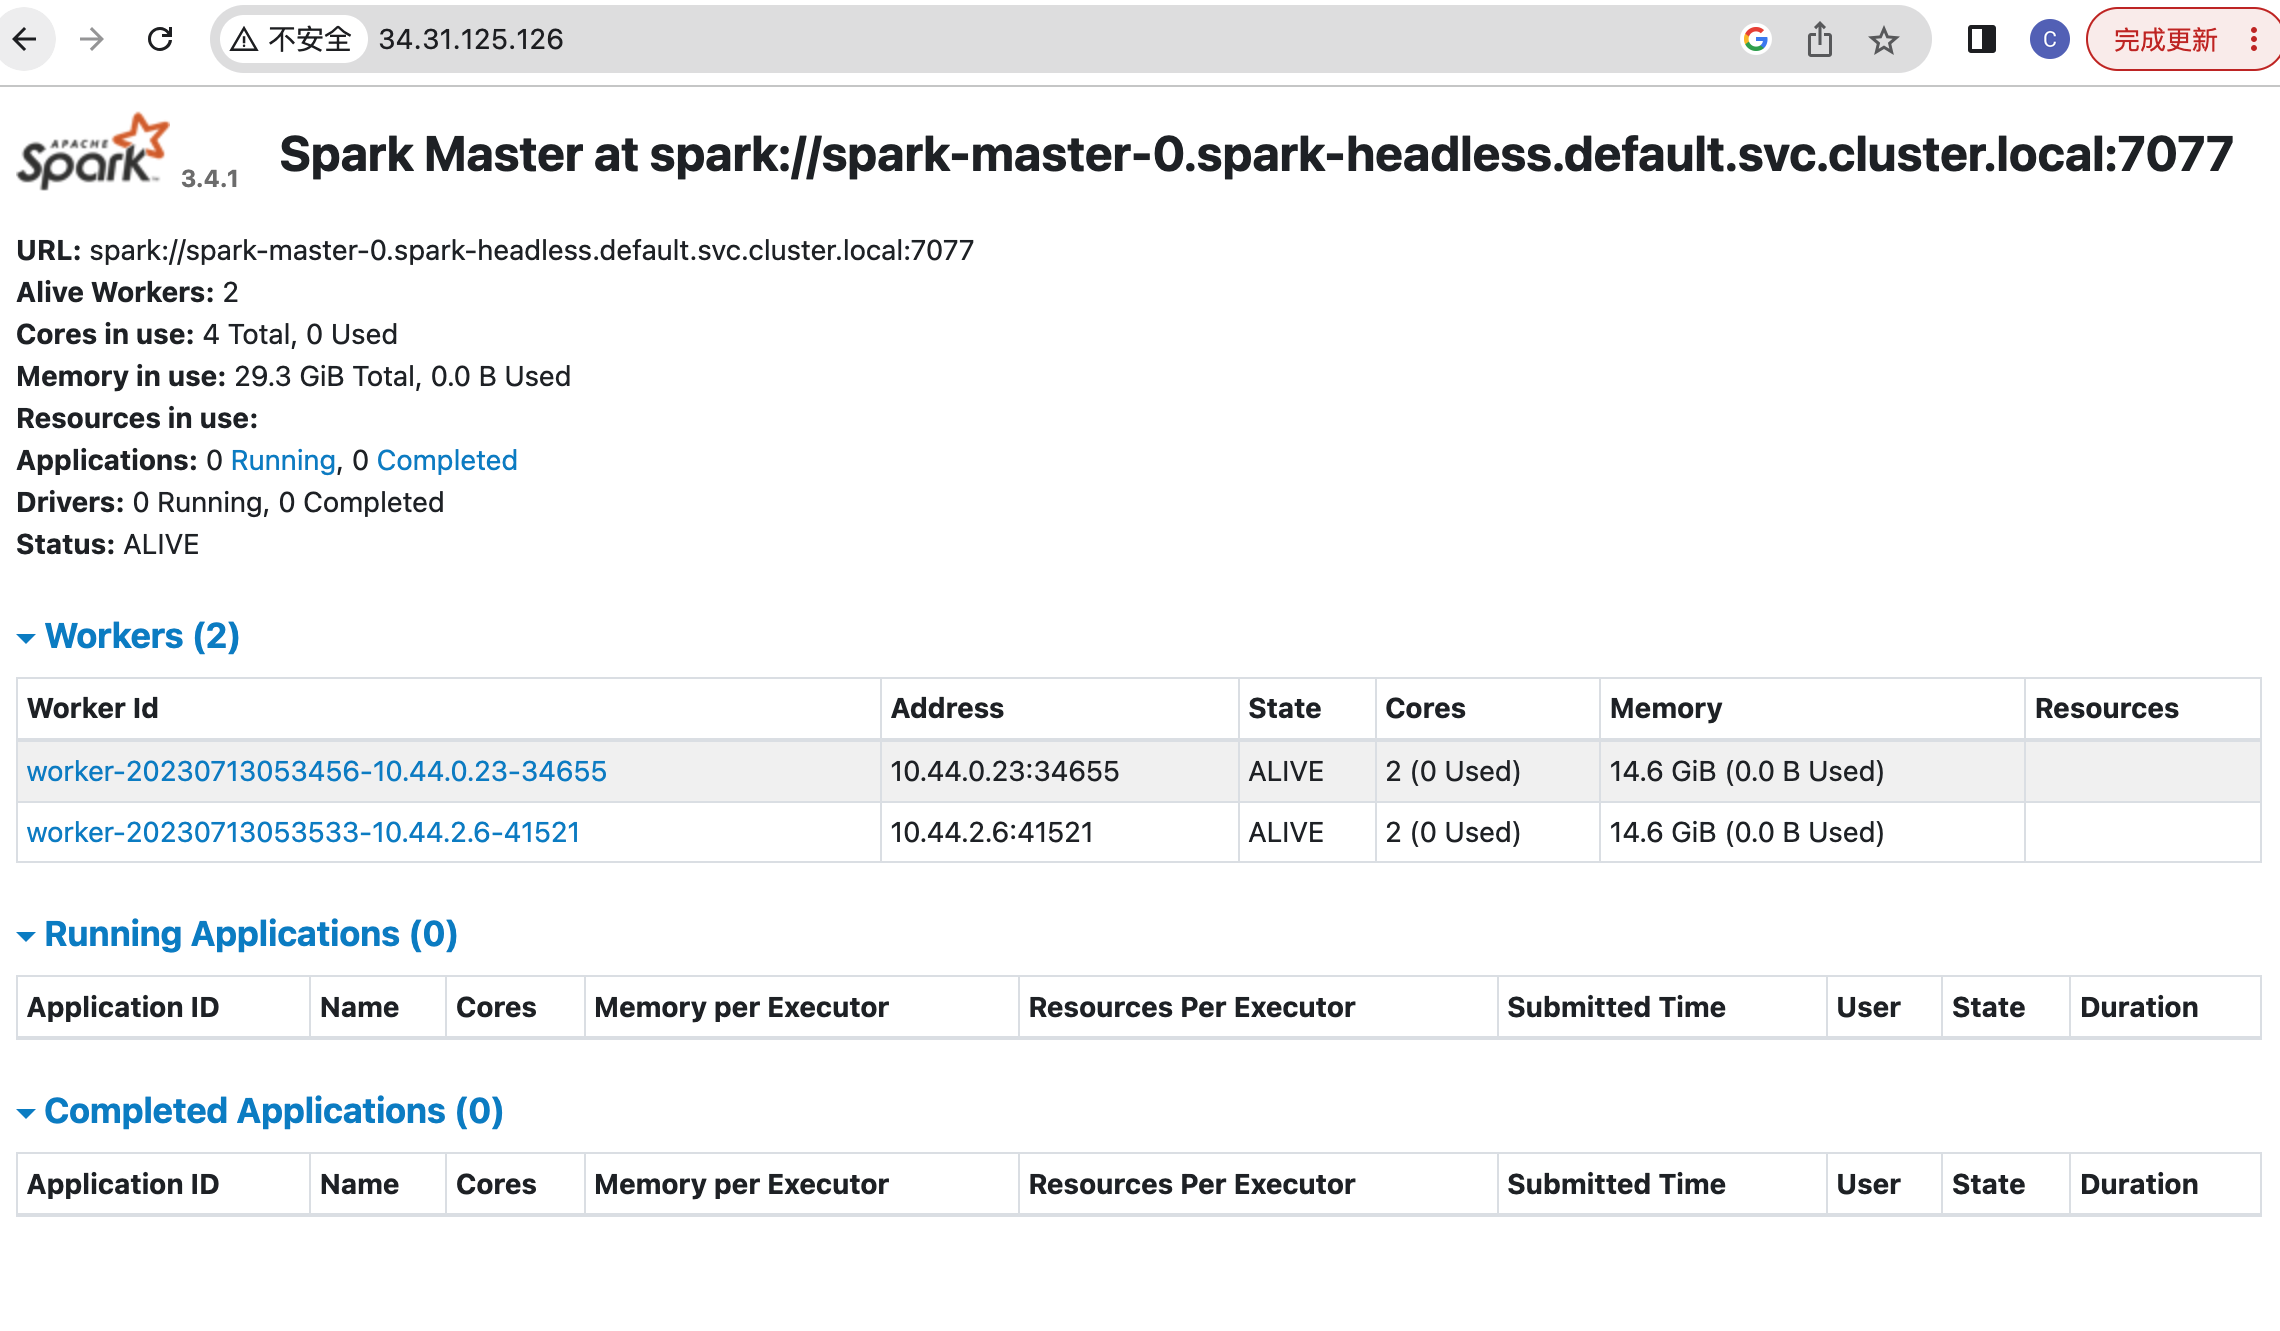 不安全 34.31.125.126 C 完成更新
APACHE Spark™ 3.4.1 Spark Master at spark://spark-master-0.spark-headless.default.svc.cluster.local:7077
URL: spark://spark-master-0.spark-headless.default.svc.cluster.local:7077
Alive Workers: 2
Cores in use: 4 Total, 0 Used
Memory in use: 29.3 GiB Total, 0.0 B Used
Resources in use:
Applications: 0 Running, 0 Completed
Drivers: 0 Running, 0 Completed
Status: ALIVE
Workers (2)
Worker Id Address State Cores Memory Resources
worker-20230713053456-10.44.0.23-34655 10.44.0.23:34655 ALIVE 2 (0 Used) 14.6 GiB (0.0 B Used)
worker-20230713053533-10.44.2.6-41521 10.44.2.6:41521 ALIVE 2 (0 Used) 14.6 GiB (0.0 B Used)
Running Applications (0)
Application ID Name Cores Memory per Executor Resources Per Executor Submitted Time User State Duration
Completed Applications (0)
Application ID Name Cores Memory per Executor Resources Per Executor Submitted Time User State Duration